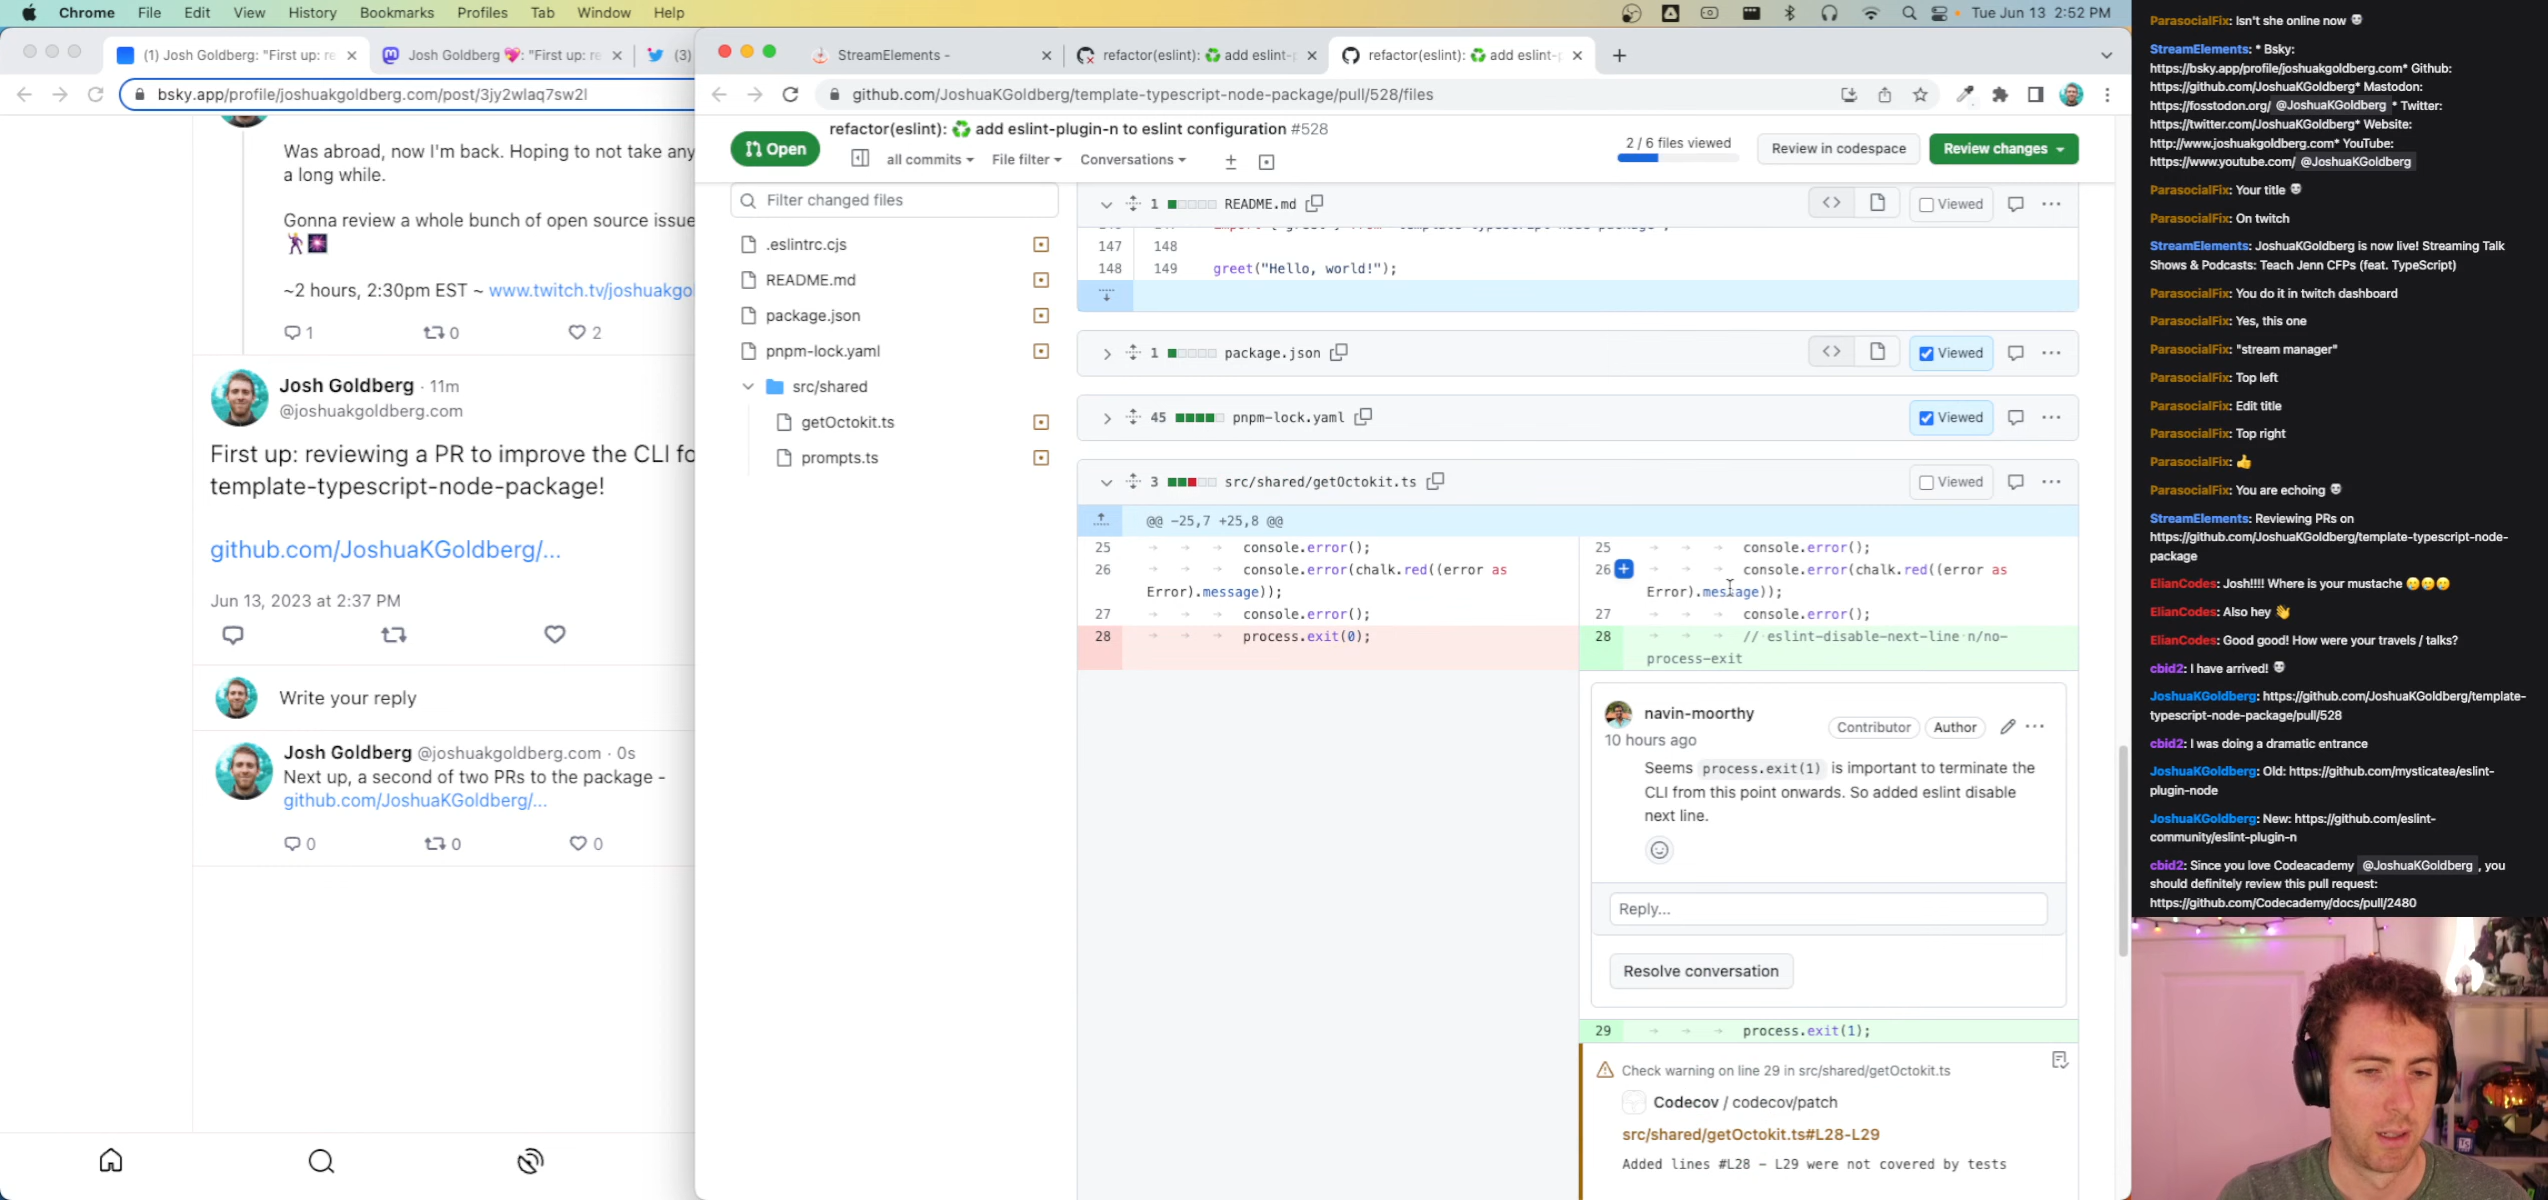 Chrome File Edit View History Bookmarks Profiles Tab Window Help
Tue Jun 13 2:52 PM
(1) Josh Goldberg: "First up: re
Josh Goldberg 💖: "First up: re
(3)
bsky.app/profile/joshuakgoldberg.com/post/3jy2wlaq7sw2l
Was abroad, now I'm back. Hoping to not take any
a long while.
Gonna review a whole bunch of open source issue
~2 hours, 2:30pm EST ~ www.twitch.tv/joshuakgo
1 0 2
Josh Goldberg · 11m
@joshuakgoldberg.com
First up: reviewing a PR to improve the CLI fo
template-typescript-node-package!
github.com/JoshuaKGoldberg/...
Jun 13, 2023 at 2:37 PM
Write your reply
Josh Goldberg @joshuakgoldberg.com · 0s
Next up, a second of two PRs to the package -
github.com/JoshuaKGoldberg/...
0 0 0
StreamElements -
refactor(eslint): ♻️ add eslint-p
refactor(eslint): ♻️ add eslint-p
github.com/JoshuaKGoldberg/template-typescript-node-package/pull/528/files
Open
refactor(eslint): ♻️ add eslint-plugin-n to eslint configuration #528
all commits File filter Conversations
2 / 6 files viewed
Review in codespace
Review changes
Filter changed files
.eslintrc.cjs
README.md
package.json
pnpm-lock.yaml
src/shared
getOctokit.ts
prompts.ts
1 README.md Viewed
147 148
148 149 greet("Hello, world!");
1 package.json Viewed
45 pnpm-lock.yaml Viewed
3 src/shared/getOctokit.ts Viewed
@@ -25,7 +25,8 @@
25 console.error();
26 console.error(chalk.red((error as
Error).message));
27 console.error();
28 process.exit(0);
25 console.error();
26 console.error(chalk.red((error as
Error).message));
27 console.error();
28 // eslint-disable-next-line n/no-
process-exit
navin-moorthy
Contributor Author
10 hours ago
Seems process.exit(1) is important to terminate the
CLI from this point onwards. So added eslint disable
next line.
Reply...
Resolve conversation
29 process.exit(1);
Check warning on line 29 in src/shared/getOctokit.ts
Codecov / codecov/patch
src/shared/getOctokit.ts#L28-L29
Added lines #L28 - L29 were not covered by tests
ParasocialFix: Isn't she online now
StreamElements: * Bsky:
https://bsky.app/profile/joshuakgoldberg.com* Github:
https://github.com/JoshuaKGoldberg* Mastodon:
https://fosstodon.org/ @JoshuaKGoldberg * Twitter:
https://twitter.com/JoshuaKGoldberg* Website:
http://www.joshuakgoldberg.com* YouTube:
https://www.youtube.com/ @JoshuaKGoldberg
ParasocialFix: Your title
ParasocialFix: On twitch
StreamElements: JoshuaKGoldberg is now live! Streaming Talk
Shows & Podcasts: Teach Jenn CFPs (feat. TypeScript)
ParasocialFix: You do it in twitch dashboard
ParasocialFix: Yes, this one
ParasocialFix: "stream manager"
ParasocialFix: Top left
ParasocialFix: Edit title
ParasocialFix: Top right
ParasocialFix: 👍
ParasocialFix: You are echoing
StreamElements: Reviewing PRs on
https://github.com/JoshuaKGoldberg/template-typescript-node-
package
ElianCodes: Josh!!!! Where is your mustache
ElianCodes: Also hey 👋
ElianCodes: Good good! How were your travels / talks?
cbid2: I have arrived!
JoshuaKGoldberg: https://github.com/JoshuaKGoldberg/template-
typescript-node-package/pull/528
cbid2: I was doing a dramatic entrance
JoshuaKGoldberg: Old: https://github.com/mysticatea/eslint-
plugin-node
JoshuaKGoldberg: New: https://github.com/eslint-
community/eslint-plugin-n
cbid2: Since you love Codeacademy @JoshuaKGoldberg , you
should definitely review this pull request:
https://github.com/Codecademy/docs/pull/2480